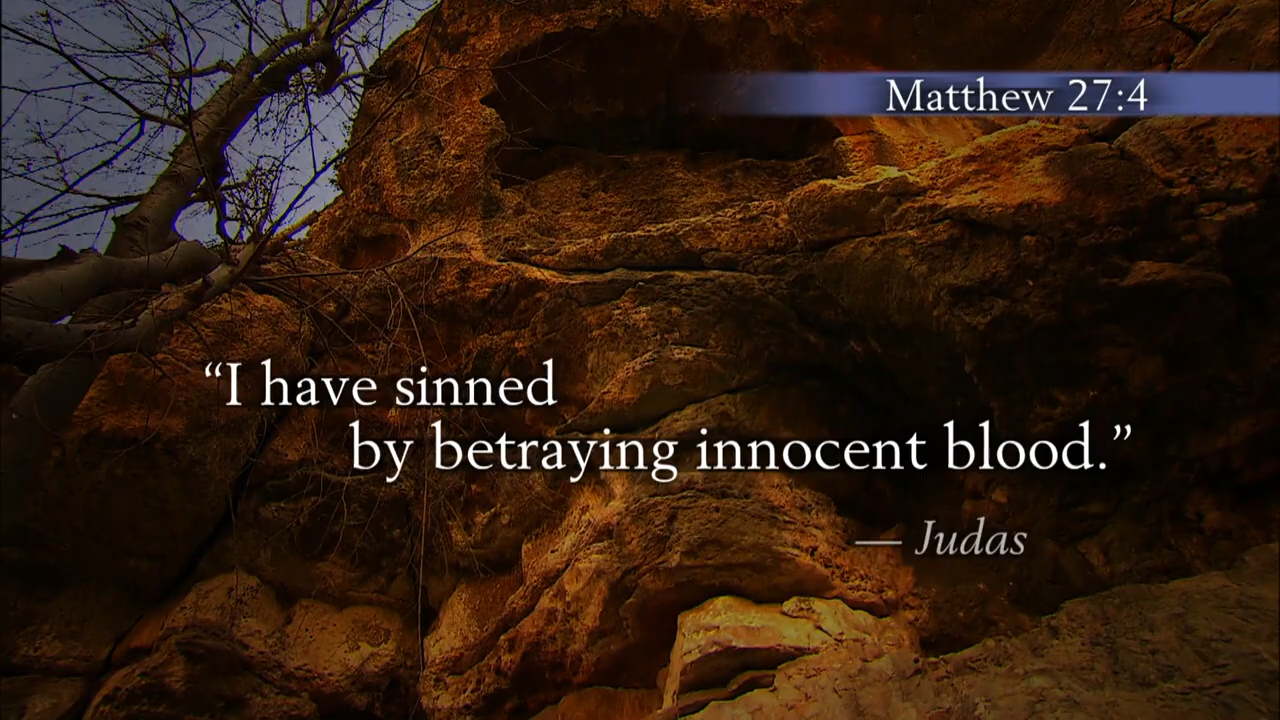 Matthew 27:4
“I have sinned
by betraying innocent blood.”
— Judas